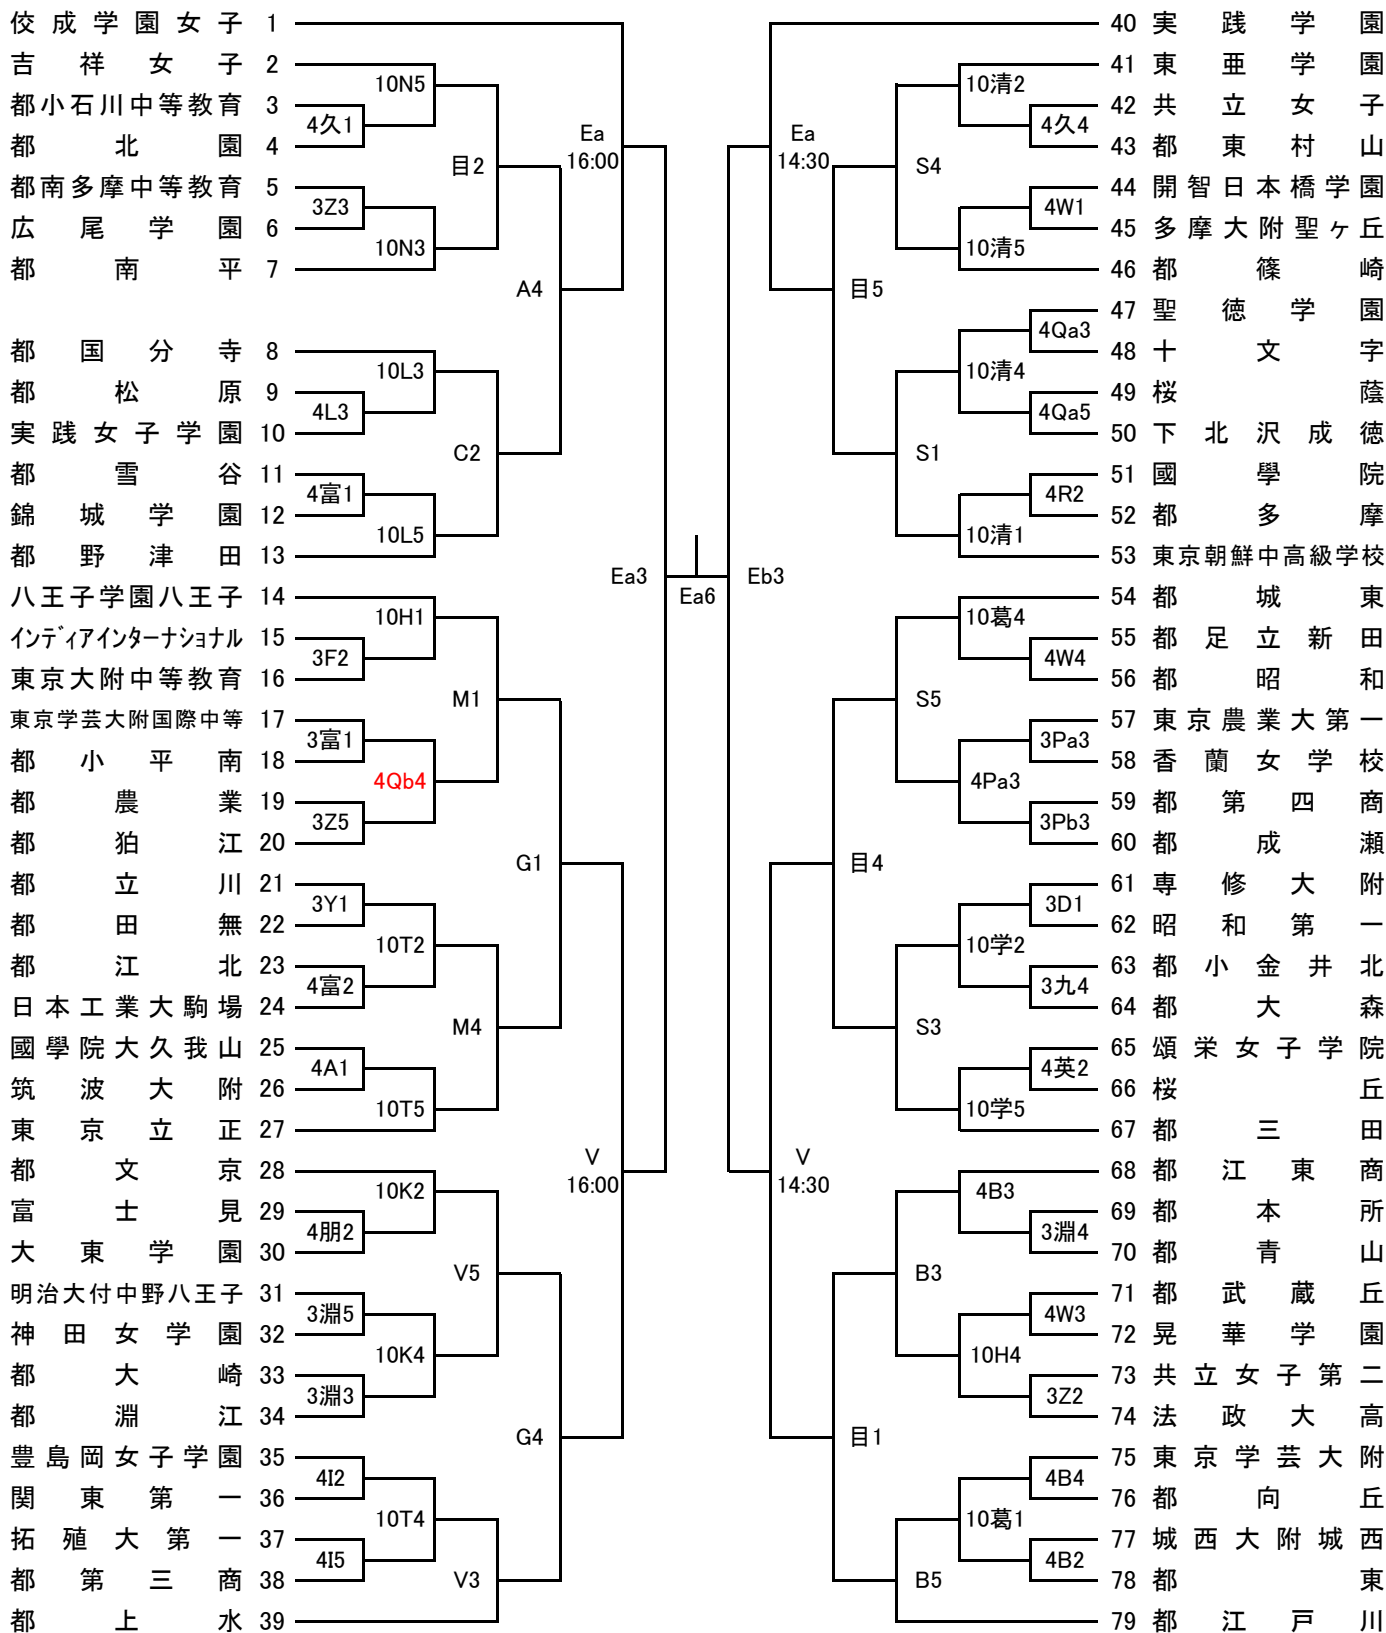 佼成学園女子 1
吉祥女子 2
10N5
都小石川中等教育 3
4久1
都北園 4
目2
都南多摩中等教育 5
3Z3
広尾学園 6
10N3
都南平 7
A4
Ea
16:00
都国分寺 8
10L3
都松原 9
4L3
実践女子学園 10
C2
都雪谷 11
4富1
錦城学園 12
10L5
都野津田 13
Ea3
八王子学園八王子 14
10H1
インディアインターナショナル 15
3F2
東京大附中等教育 16
M1
東京学芸大附国際中等 17
3富1
都小平南 18
4Qb4
都農業 19
3Z5
都狛江 20
G1
都立川 21
3Y1
都田無 22
10T2
都江北 23
4富2
日本工業大駒場 24
M4
國學院大久我山 25
4A1
筑波大附 26
10T5
東京立正 27
V
16:00
都文京 28
10K2
富士見 29
4朋2
大東学園 30
V5
明治大付中野八王子 31
3淵5
神田女学園 32
10K4
都大崎 33
3淵3
都淵江 34
G4
豊島岡女子学園 35
4I2
関東第一 36
10T4
拓殖大第一 37
4I5
都第三商 38
V3
都上水 39
Ea6
40 実践学園
41 東亜学園
10清2
42 共立女子
4久4
43 都東村山
Ea
14:30
S4
44 開智日本橋学園
4W1
45 多摩大附聖ヶ丘
10清5
46 都篠崎
目5
47 聖徳学園
4Qa3
48 十文字
10清4
49 桜蔭
4Qa5
50 下北沢成徳
S1
51 國學院
4R2
52 都多摩
10清1
53 東京朝鮮中高級学校
Eb3
54 都城東
10葛4
55 都足立新田
4W4
56 都昭和
S5
57 東京農業大第一
3Pa3
58 香蘭女学校
4Pa3
59 都第四商
3Pb3
60 都成瀬
目4
61 専修大附
3D1
62 昭和第一
10学2
63 都小金井北
3九4
64 都大森
S3
65 頌栄女子学院
4英2
66 桜丘
10学5
67 都三田
V
14:30
68 都江東商
4B3
69 都本所
3淵4
70 都青山
B3
71 都武蔵丘
4W3
72 晃華学園
10H4
73 共立女子第二
3Z2
74 法政大高
目1
75 東京学芸大附
4B4
76 都向丘
10葛1
77 城西大附城西
4B2
78 都東
B5
79 都江戸川